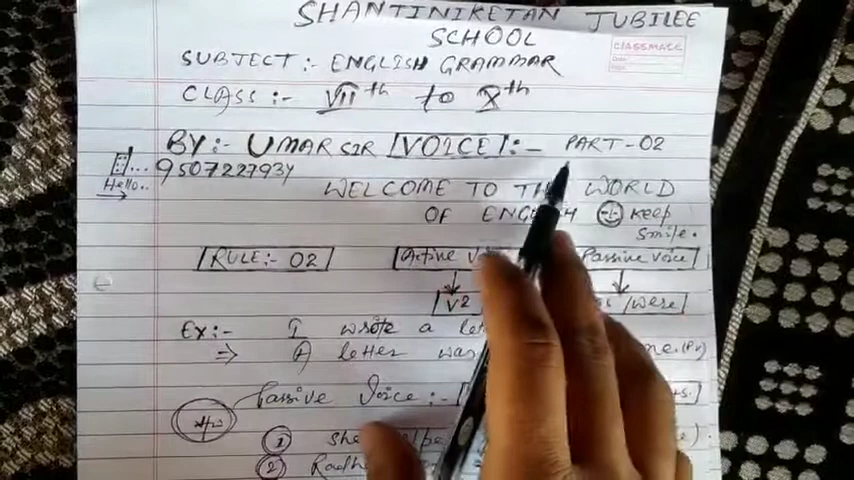 SHANTINIKETAN JUBILEE
SCHOOL
CLASSMATE
SUBJECT :- ENGLISH GRAMMAR
CLASS :- VIIth to Xth
BY :- UMAR SIR [VOICE] :- PART-02
9507227934
Hello..
WELCOME TO THE WORLD
OF ENGLISH Keep
Smile.
RULE :- 02 Active Passive voice
V2 /were
Ex :- I wrote a
⇒ A letter was
Passive Voice :-
① She
②